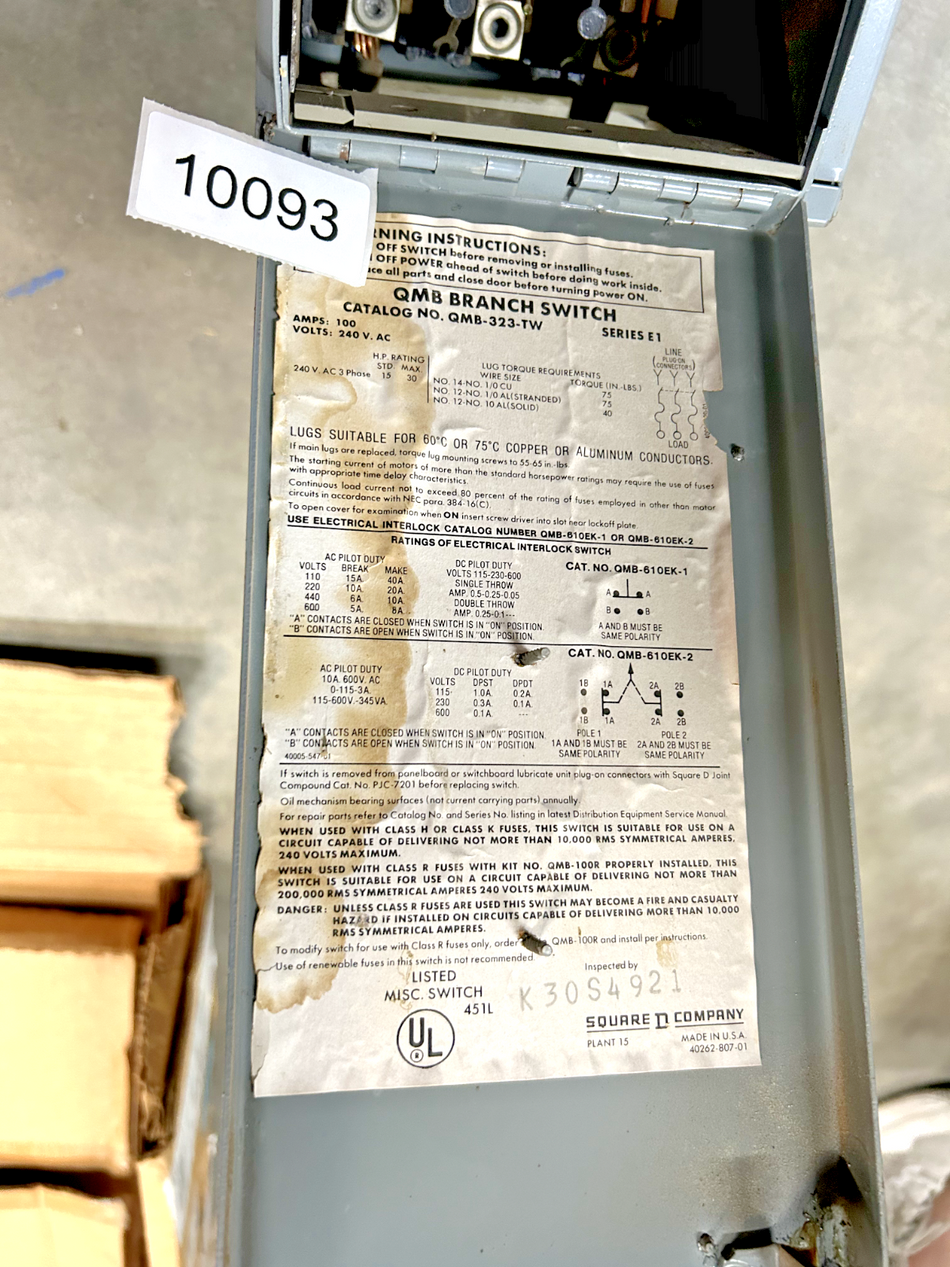 10093
RNING INSTRUCTIONS:
OFF SWITCH before removing or installing fuses.
OFF POWER ahead of switch before doing work inside.
ce all parts and close door before turning power ON.
QMB BRANCH SWITCH
CATALOG NO. QMB-323-TW
AMPS: 100
SERIES E1
VOLTS: 240 V. AC
H.P. RATING
STD. MAX.
240 V. AC 3 Phase 15 30
LUG TORQUE REQUIREMENTS
WIRE SIZE TORQUE (IN.-LBS.)
NO. 14-NO. 1/0 CU 75
NO. 12-NO. 1/0 AL(STRANDED) 75
NO. 12-NO. 10 AL(SOLID) 40
LINE
PLUG-ON
CONNECTORS
LOAD
LUGS SUITABLE FOR 60°C OR 75°C COPPER OR ALUMINUM CONDUCTORS.
If main lugs are replaced, torque lug mounting screws to 55-65 in.-lbs.
The starting current of motors of more than the standard horsepower ratings may require the use of fuses
with appropriate time delay characteristics.
Continuous load current not to exceed 80 percent of the rating of fuses employed in other than motor
circuits in accordance with NEC para. 384-16(C).
To open cover for examination when ON insert screw driver into slot near lockoff plate.
USE ELECTRICAL INTERLOCK CATALOG NUMBER QMB-610EK-1 OR QMB-610EK-2
RATINGS OF ELECTRICAL INTERLOCK SWITCH
AC PILOT DUTY
VOLTS BREAK MAKE
110 15A. 40A.
220 10A. 20A.
440 6A. 10A.
600 5A. 8A.
DC PILOT DUTY
VOLTS 115-230-600
SINGLE THROW
AMP. 0.5-0.25-0.05
DOUBLE THROW
AMP. 0.25-0.1---
CAT. NO. QMB-610EK-1
A A
B B
A AND B MUST BE
SAME POLARITY
"A" CONTACTS ARE CLOSED WHEN SWITCH IS IN "ON" POSITION.
"B" CONTACTS ARE OPEN WHEN SWITCH IS IN "ON" POSITION.
CAT. NO. QMB-610EK-2
AC PILOT DUTY
10A. 600V. AC
0-115-3A.
115-600V.-345VA.
DC PILOT DUTY
VOLTS DPST DPDT
115 1.0A. 0.2A.
230 0.3A. 0.1A.
600 0.1A. ---
1B 1A 2A 2B
1B 1A 2A 2B
POLE 1 POLE 2
1A AND 1B MUST BE 2A AND 2B MUST BE
SAME POLARITY SAME POLARITY
"A" CONTACTS ARE CLOSED WHEN SWITCH IS IN "ON" POSITION.
"B" CONTACTS ARE OPEN WHEN SWITCH IS IN "ON" POSITION.
40005-547-01
If switch is removed from panelboard or switchboard lubricate unit plug-on connectors with Square D Joint
Compound Cat. No. PJC-7201 before replacing switch.
Oil mechanism bearing surfaces (not current carrying parts) annually.
For repair parts refer to Catalog No. and Series No. listing in latest Distribution Equipment Service Manual.
WHEN USED WITH CLASS H OR CLASS K FUSES, THIS SWITCH IS SUITABLE FOR USE ON A
CIRCUIT CAPABLE OF DELIVERING NOT MORE THAN 10,000 RMS SYMMETRICAL AMPERES,
240 VOLTS MAXIMUM.
WHEN USED WITH CLASS R FUSES WITH KIT NO. QMB-100R PROPERLY INSTALLED, THIS
SWITCH IS SUITABLE FOR USE ON A CIRCUIT CAPABLE OF DELIVERING NOT MORE THAN
200,000 RMS SYMMETRICAL AMPERES 240 VOLTS MAXIMUM.
DANGER: UNLESS CLASS R FUSES ARE USED THIS SWITCH MAY BECOME A FIRE AND CASUALTY
HAZARD IF INSTALLED ON CIRCUITS CAPABLE OF DELIVERING MORE THAN 10,000
RMS SYMMETRICAL AMPERES.
To modify switch for use with Class R fuses only, order QMB-100R and install per instructions.
Use of renewable fuses in this switch is not recommended
LISTED
MISC. SWITCH
451L
UL
Inspected by
K30S4921
SQUARE D COMPANY
PLANT 15
MADE IN U.S.A.
40262-807-01